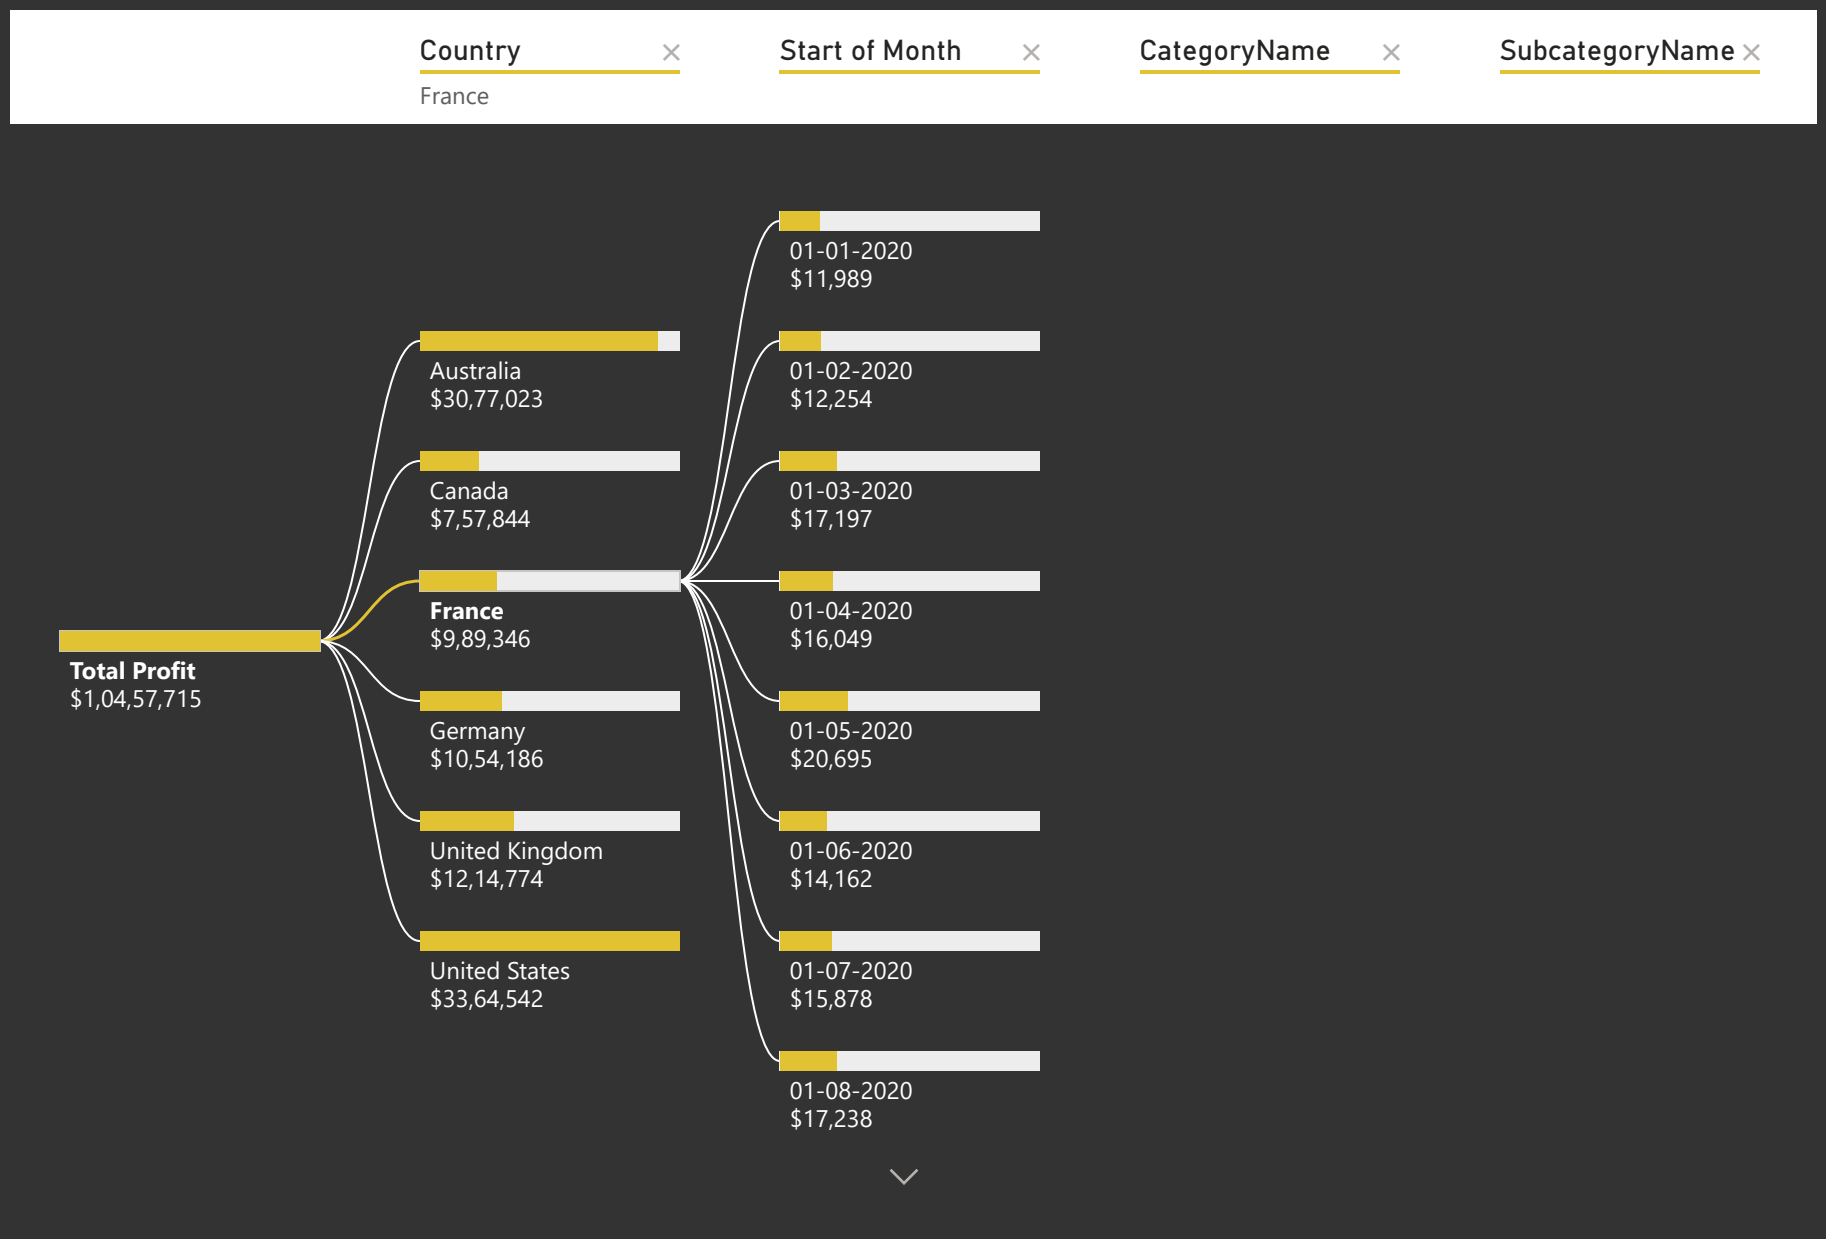 Country
Start of Month
CategoryName
SubcategoryName
France
Total Profit
$1,04,57,715
Australia
$30,77,023
Canada
$7,57,844
France
$9,89,346
Germany
$10,54,186
United Kingdom
$12,14,774
United States
$33,64,542
01-01-2020
$11,989
01-02-2020
$12,254
01-03-2020
$17,197
01-04-2020
$16,049
01-05-2020
$20,695
01-06-2020
$14,162
01-07-2020
$15,878
01-08-2020
$17,238